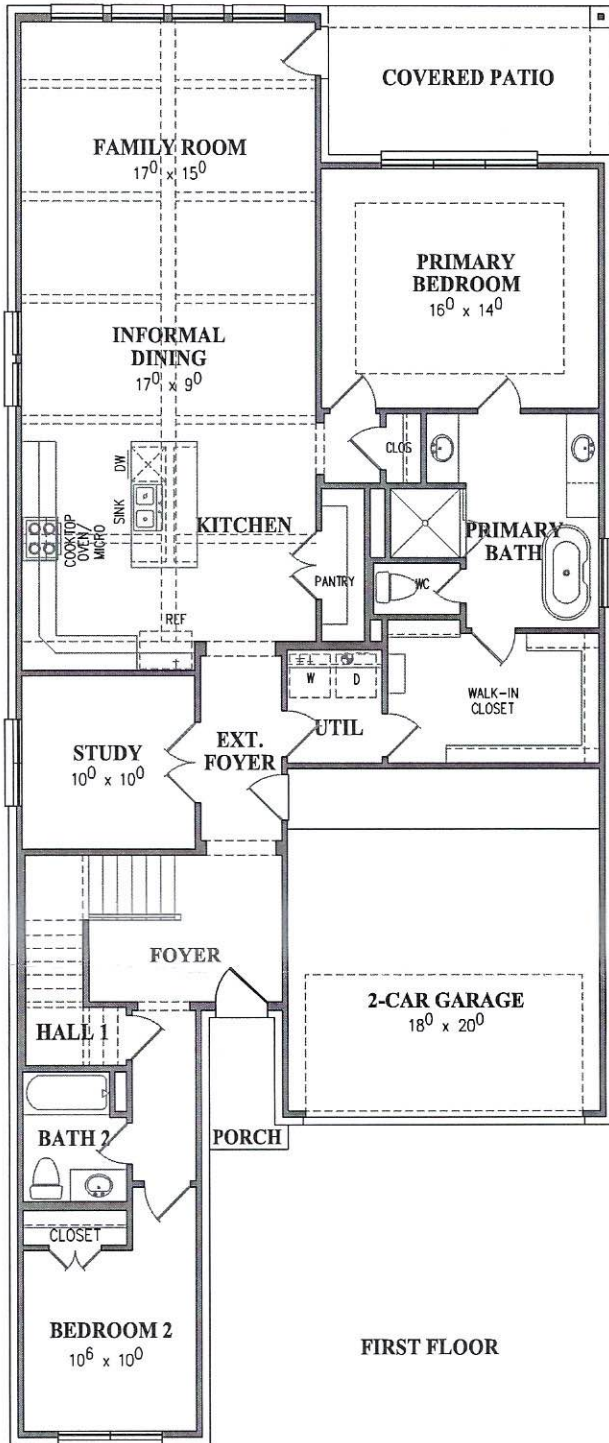 COVERED PATIO
FAMILY ROOM
17⁰ x 15⁰
PRIMARY
BEDROOM
16⁰ x 14⁰
INFORMAL
DINING
17⁰ x 9⁰
CLOS
DW
SINK
KITCHEN
COOKTOP
OVEN/
MICRO
PRIMARY
BATH
PANTRY
WC
REF
W
D
WALK-IN
CLOSET
STUDY
10⁰ x 10⁰
EXT.
FOYER
UTIL
FOYER
2-CAR GARAGE
18⁰ x 20⁰
HALL 1
BATH 2
PORCH
CLOSET
BEDROOM 2
10⁶ x 10⁰
FIRST FLOOR